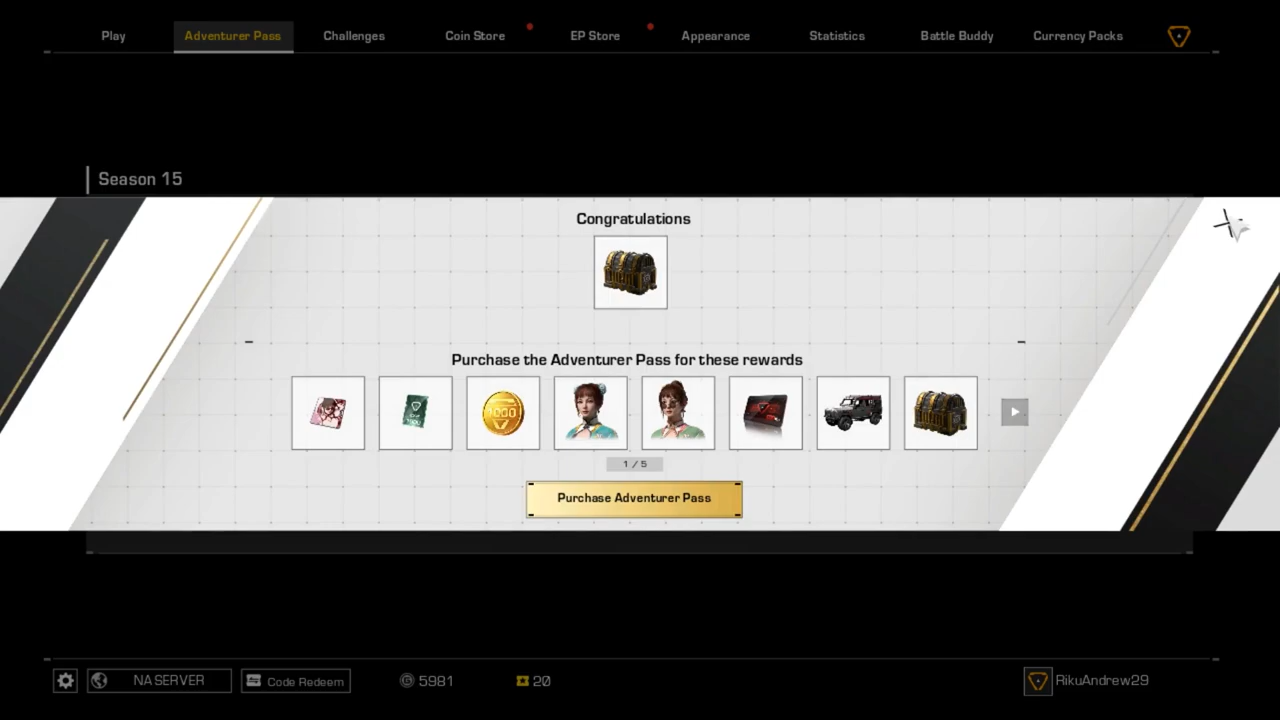 Play
Adventurer Pass
Challenges
Coin Store
EP Store
Appearance
Statistics
Battle Buddy
Currency Packs
Season 15
Congratulations
Purchase the Adventurer Pass for these rewards
1000
1 / 5
Purchase Adventurer Pass
NA SERVER
Code Redeem
5981
20
RikuAndrew29